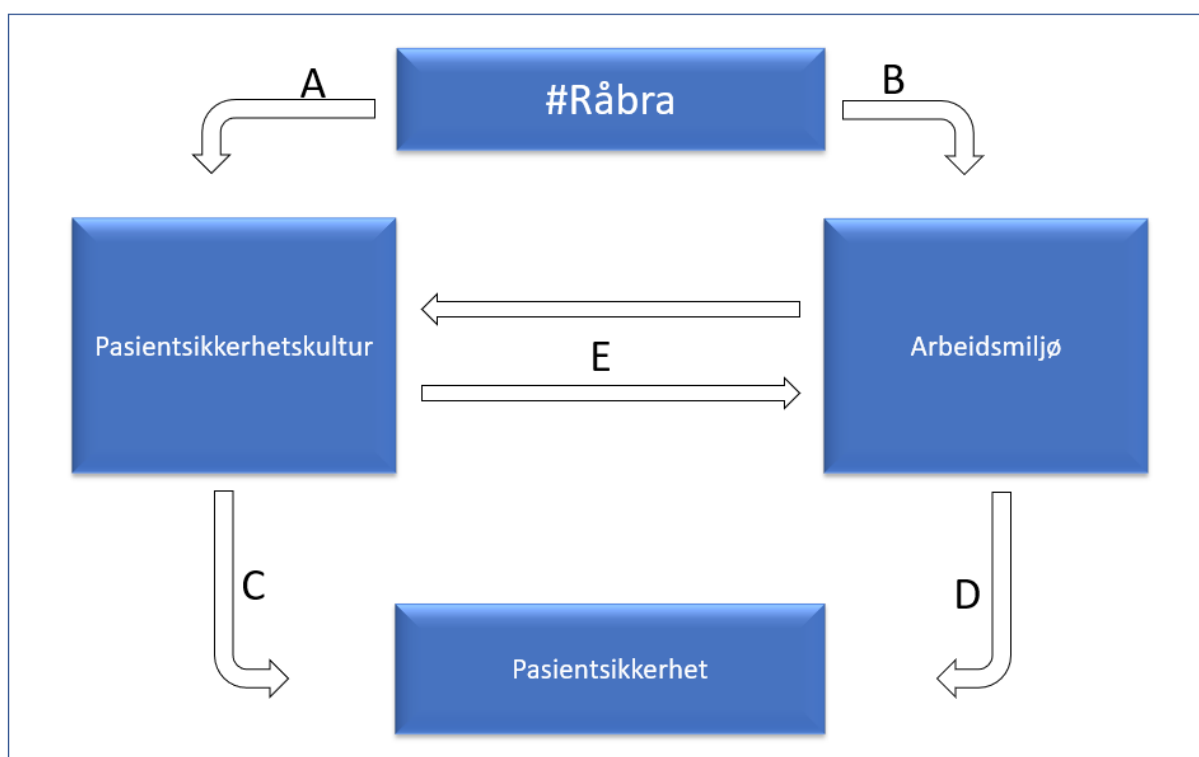 A
#Råbra
B
Pasientsikkerhetskultur
E
Arbeidsmiljø
C
Pasientsikkerhet
D